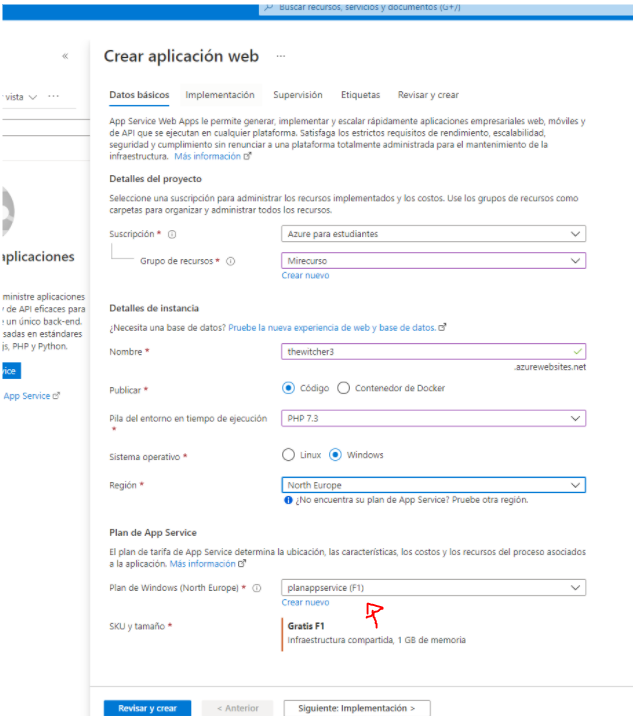 Buscar recursos, servicios y documentos (G+/)
«
Crear aplicación web ...
vista ...
Datos básicos Implementación Supervisión Etiquetas Revisar y crear
App Service Web Apps le permite generar, implementar y escalar rápidamente aplicaciones empresariales web, móviles y
de API que se ejecutan en cualquier plataforma. Satisfaga los estrictos requisitos de rendimiento, escalabilidad,
seguridad y cumplimiento sin renunciar a una plataforma totalmente administrada para el mantenimiento de la
infraestructura. Más información
Detalles del proyecto
Seleccione una suscripción para administrar los recursos implementados y los costos. Use los grupos de recursos como
carpetas para organizar y administrar todos los recursos.
Suscripción * Azure para estudiantes
Grupo de recursos * Mirecurso
Crear nuevo
aplicaciones
ministre aplicaciones
de API eficaces para
un único back-end.
sadas en estándares
js, PHP y Python.
vice
App Service
Detalles de instancia
¿Necesita una base de datos? Pruebe la nueva experiencia de web y base de datos.
Nombre * thewitcher3
.azurewebsites.net
Publicar * Código Contenedor de Docker
Pila del entorno en tiempo de ejecución
* PHP 7.3
Sistema operativo * Linux Windows
Región * North Europe
¿No encuentra su plan de App Service? Pruebe otra región.
Plan de App Service
El plan de tarifa de App Service determina la ubicación, las características, los costos y los recursos del proceso asociados
a la aplicación. Más información
Plan de Windows (North Europe) * planappservice (F1)
Crear nuevo
SKU y tamaño * Gratis F1
Infraestructura compartida, 1 GB de memoria
Revisar y crear < Anterior Siguiente: Implementación >